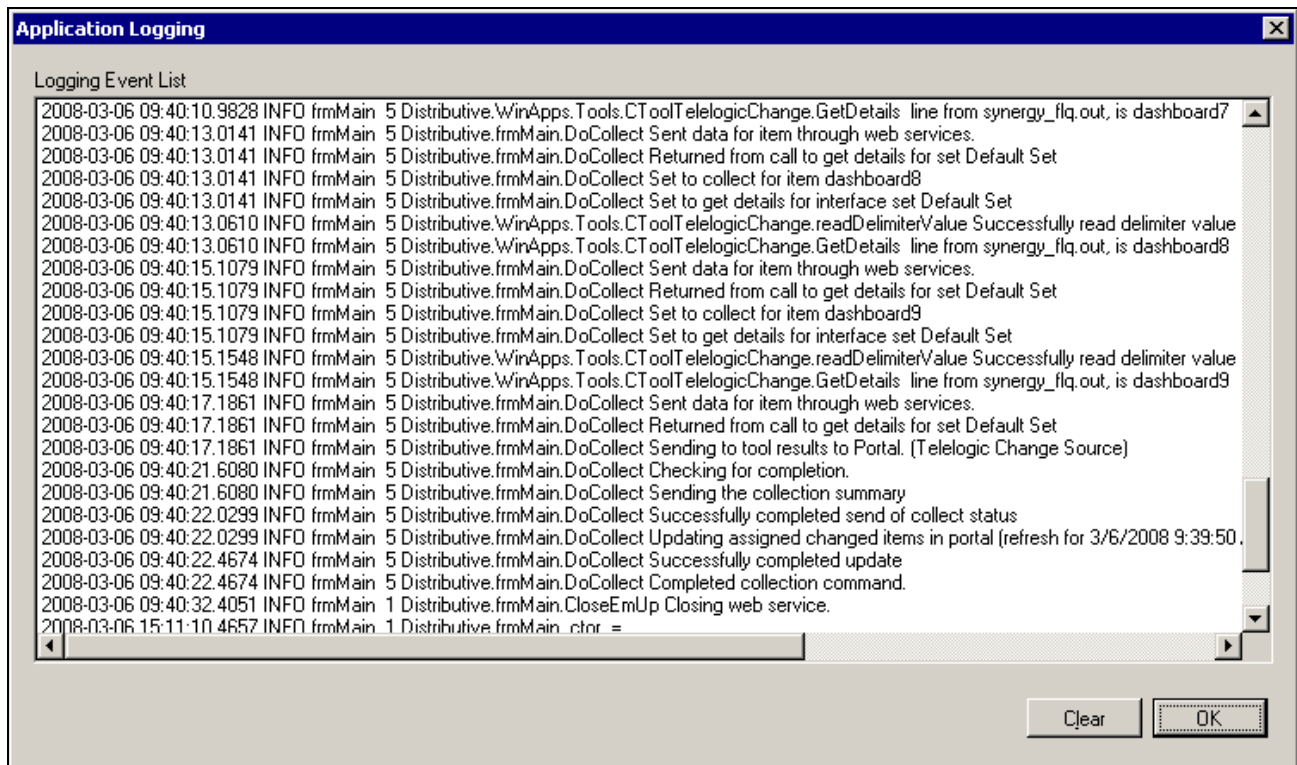 Application Logging
Logging Event List
2008-03-06 09:40:10.9828 INFO frmMain 5 Distributive.WinApps.Tools.CToolTelelogicChange.GetDetails line from synergy_flq.out, is dashboard7
2008-03-06 09:40:13.0141 INFO frmMain 5 Distributive.frmMain.DoCollect Sent data for item through web services.
2008-03-06 09:40:13.0141 INFO frmMain 5 Distributive.frmMain.DoCollect Returned from call to get details for set Default Set
2008-03-06 09:40:13.0141 INFO frmMain 5 Distributive.frmMain.DoCollect Set to collect for item dashboard8
2008-03-06 09:40:13.0141 INFO frmMain 5 Distributive.frmMain.DoCollect Set to get details for interface set Default Set
2008-03-06 09:40:13.0610 INFO frmMain 5 Distributive.WinApps.Tools.CToolTelelogicChange.readDelimiterValue Successfully read delimiter value
2008-03-06 09:40:13.0610 INFO frmMain 5 Distributive.WinApps.Tools.CToolTelelogicChange.GetDetails line from synergy_flq.out, is dashboard8
2008-03-06 09:40:15.1079 INFO frmMain 5 Distributive.frmMain.DoCollect Sent data for item through web services.
2008-03-06 09:40:15.1079 INFO frmMain 5 Distributive.frmMain.DoCollect Returned from call to get details for set Default Set
2008-03-06 09:40:15.1079 INFO frmMain 5 Distributive.frmMain.DoCollect Set to collect for item dashboard9
2008-03-06 09:40:15.1079 INFO frmMain 5 Distributive.frmMain.DoCollect Set to get details for interface set Default Set
2008-03-06 09:40:15.1548 INFO frmMain 5 Distributive.WinApps.Tools.CToolTelelogicChange.readDelimiterValue Successfully read delimiter value
2008-03-06 09:40:15.1548 INFO frmMain 5 Distributive.WinApps.Tools.CToolTelelogicChange.GetDetails line from synergy_flq.out, is dashboard9
2008-03-06 09:40:17.1861 INFO frmMain 5 Distributive.frmMain.DoCollect Sent data for item through web services.
2008-03-06 09:40:17.1861 INFO frmMain 5 Distributive.frmMain.DoCollect Returned from call to get details for set Default Set
2008-03-06 09:40:17.1861 INFO frmMain 5 Distributive.frmMain.DoCollect Sending to tool results to Portal. (Telelogic Change Source)
2008-03-06 09:40:21.6080 INFO frmMain 5 Distributive.frmMain.DoCollect Checking for completion.
2008-03-06 09:40:21.6080 INFO frmMain 5 Distributive.frmMain.DoCollect Sending the collection summary
2008-03-06 09:40:22.0299 INFO frmMain 5 Distributive.frmMain.DoCollect Successfully completed send of collect status
2008-03-06 09:40:22.0299 INFO frmMain 5 Distributive.frmMain.DoCollect Updating assigned changed items in portal (refresh for 3/6/2008 9:39:50
2008-03-06 09:40:22.4674 INFO frmMain 5 Distributive.frmMain.DoCollect Successfully completed update
2008-03-06 09:40:22.4674 INFO frmMain 5 Distributive.frmMain.DoCollect Completed collection command.
2008-03-06 09:40:32.4051 INFO frmMain 1 Distributive.frmMain.CloseEmUp Closing web service.
2008-03-06 15:11:10.4657 INFO frmMain 1 Distributive.frmMain..ctor =
Clear OK